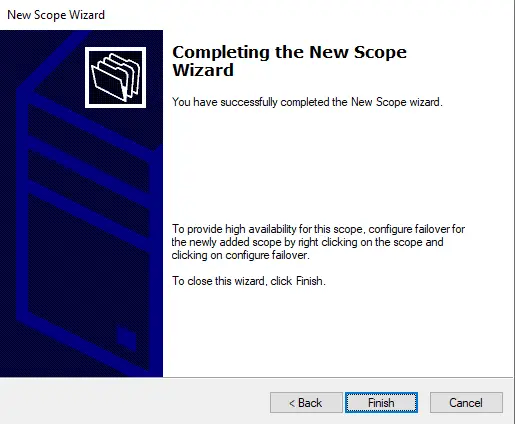 New Scope Wizard
Completing the New Scope
Wizard
You have successfully completed the New Scope wizard.
To provide high availability for this scope, configure failover for
the newly added scope by right clicking on the scope and
clicking on configure failover.
To close this wizard, click Finish.
< Back
Finish
Cancel